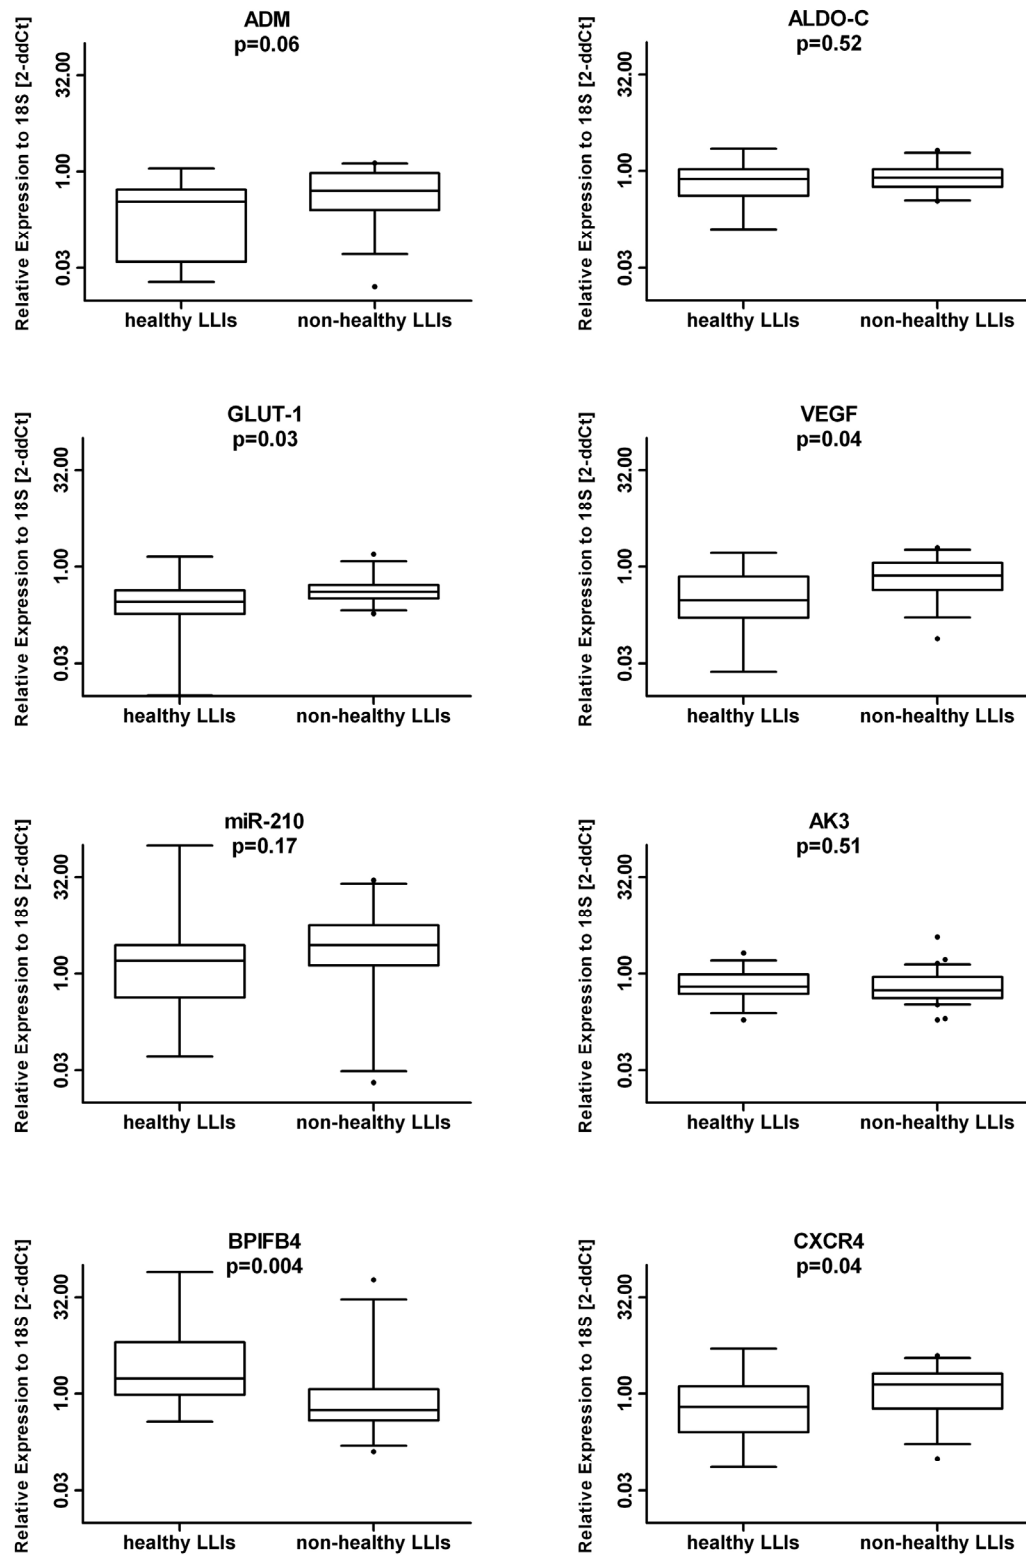 ADM
p=0.06
Relative Expression to 18S [2-ddCt]
32.00
1.00
0.03
healthy LLIs
non-healthy LLIs
ALDO-C
p=0.52
Relative Expression to 18S [2-ddCt]
32.00
1.00
0.03
healthy LLIs
non-healthy LLIs
GLUT-1
p=0.03
Relative Expression to 18S [2-ddCt]
32.00
1.00
0.03
healthy LLIs
non-healthy LLIs
VEGF
p=0.04
Relative Expression to 18S [2-ddCt]
32.00
1.00
0.03
healthy LLIs
non-healthy LLIs
miR-210
p=0.17
Relative Expression to 18S [2-ddCt]
32.00
1.00
0.03
healthy LLIs
non-healthy LLIs
AK3
p=0.51
Relative Expression to 18S [2-ddCt]
32.00
1.00
0.03
healthy LLIs
non-healthy LLIs
BPIFB4
p=0.004
Relative Expression to 18S [2-ddCt]
32.00
1.00
0.03
healthy LLIs
non-healthy LLIs
CXCR4
p=0.04
Relative Expression to 18S [2-ddCt]
32.00
1.00
0.03
healthy LLIs
non-healthy LLIs